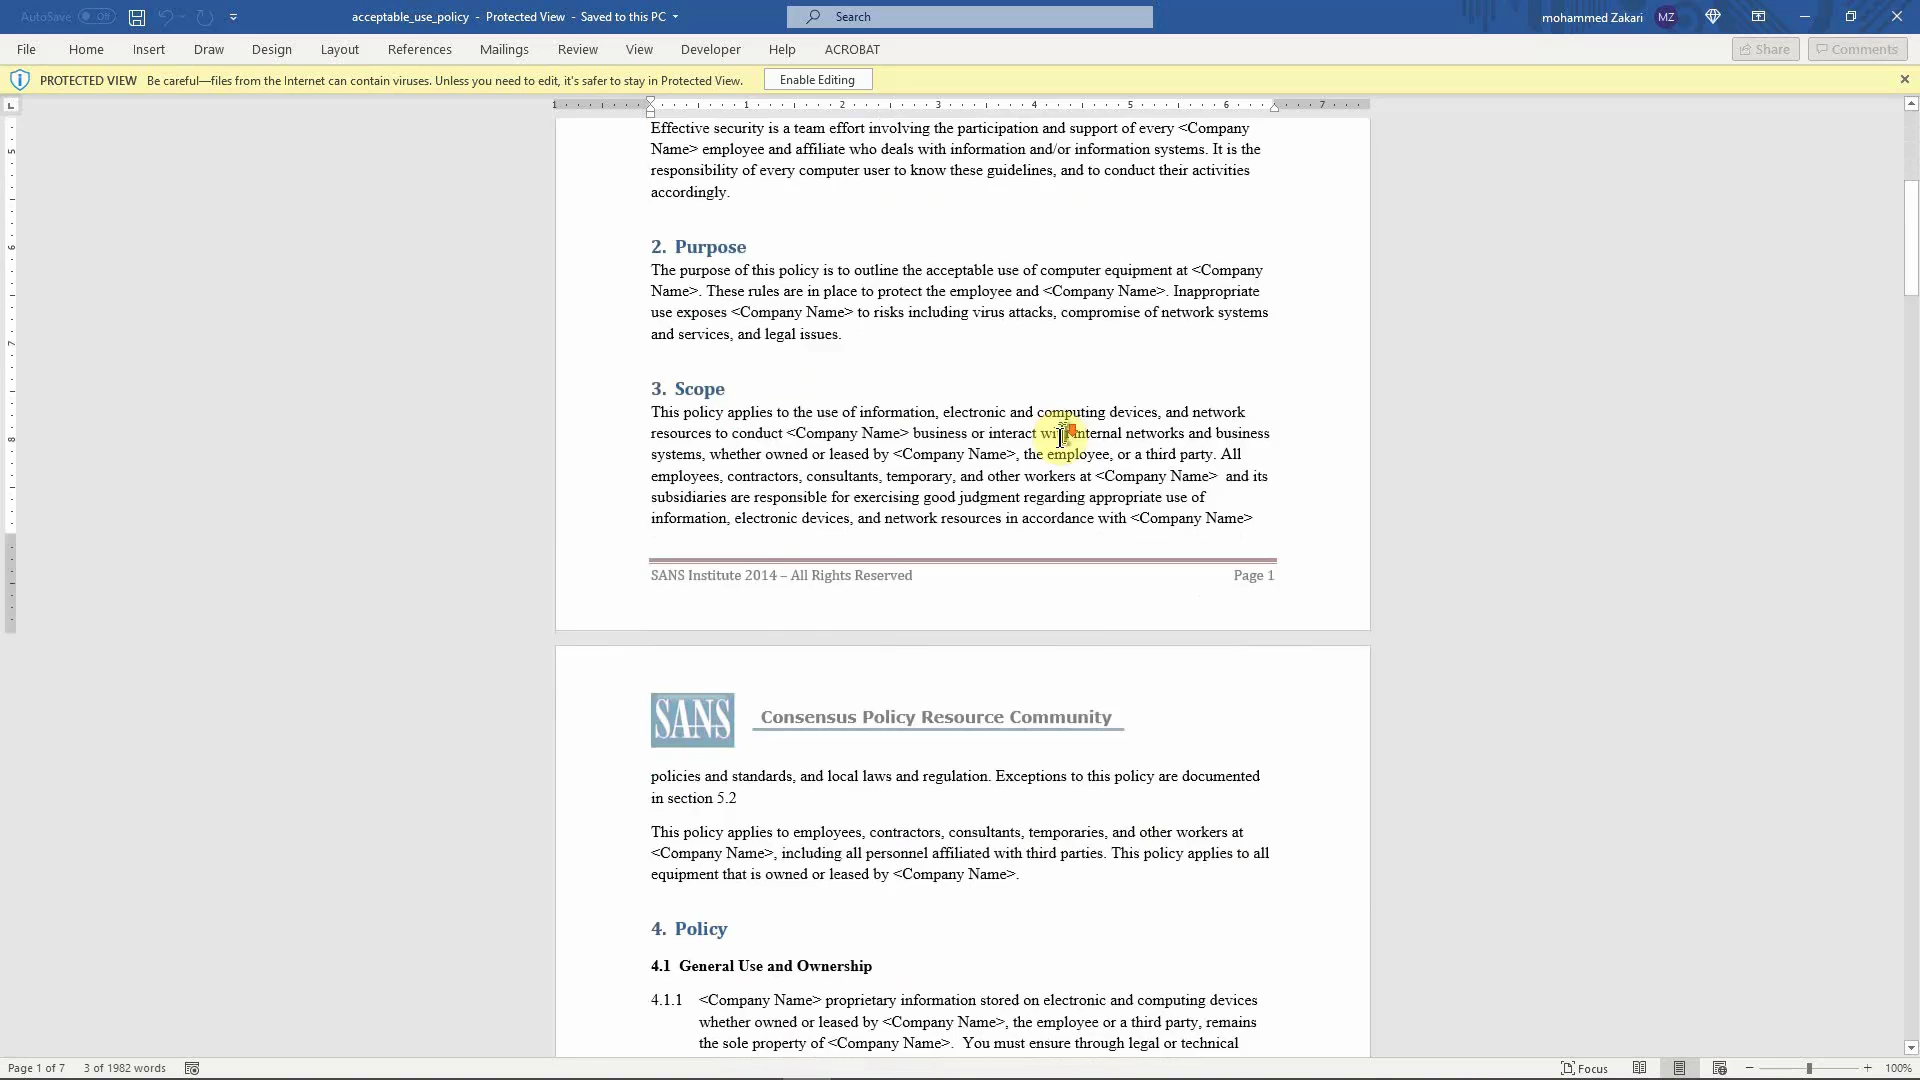 AutoSave Off acceptable_use_policy - Protected View - Saved to this PC Search mohammed Zakari MZ
File Home Insert Draw Design Layout References Mailings Review View Developer Help ACROBAT Share Comments
PROTECTED VIEW Be careful—files from the Internet can contain viruses. Unless you need to edit, it's safer to stay in Protected View. Enable Editing
1 1 2 3 4 5 6 7
Effective security is a team effort involving the participation and support of every <Company
Name> employee and affiliate who deals with information and/or information systems. It is the
responsibility of every computer user to know these guidelines, and to conduct their activities
accordingly.
2. Purpose
The purpose of this policy is to outline the acceptable use of computer equipment at <Company
Name>. These rules are in place to protect the employee and <Company Name>. Inappropriate
use exposes <Company Name> to risks including virus attacks, compromise of network systems
and services, and legal issues.
3. Scope
This policy applies to the use of information, electronic and computing devices, and network
resources to conduct <Company Name> business or interact with internal networks and business
systems, whether owned or leased by <Company Name>, the employee, or a third party. All
employees, contractors, consultants, temporary, and other workers at <Company Name>  and its
subsidiaries are responsible for exercising good judgment regarding appropriate use of
information, electronic devices, and network resources in accordance with <Company Name>
SANS Institute 2014 – All Rights Reserved Page 1
5
6
7
8
SANS Consensus Policy Resource Community
policies and standards, and local laws and regulation. Exceptions to this policy are documented
in section 5.2
This policy applies to employees, contractors, consultants, temporaries, and other workers at
<Company Name>, including all personnel affiliated with third parties. This policy applies to all
equipment that is owned or leased by <Company Name>.
4. Policy
4.1 General Use and Ownership
4.1.1 <Company Name> proprietary information stored on electronic and computing devices
whether owned or leased by <Company Name>, the employee or a third party, remains
the sole property of <Company Name>.  You must ensure through legal or technical
Page 1 of 7 3 of 1982 words Focus 100%